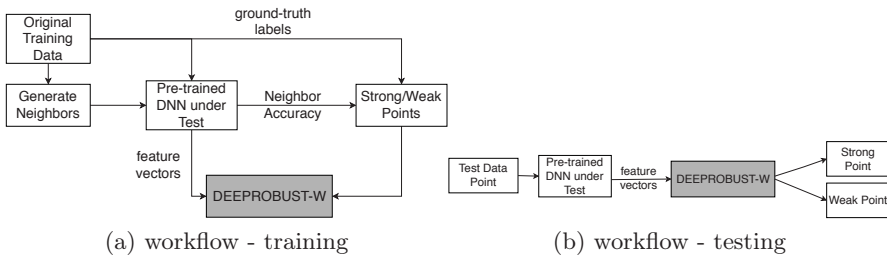 Original
Training
Data
ground-truth
labels
Generate
Neighbors
Pre-trained
DNN under
Test
Neighbor
Accuracy
Strong/Weak
Points
feature
vectors
DEEPROBUST-W
(a) workflow - training
Test Data
Point
Pre-trained
DNN under
Test
feature
vectors
DEEPROBUST-W
Strong
Point
Weak Point
(b) workflow - testing